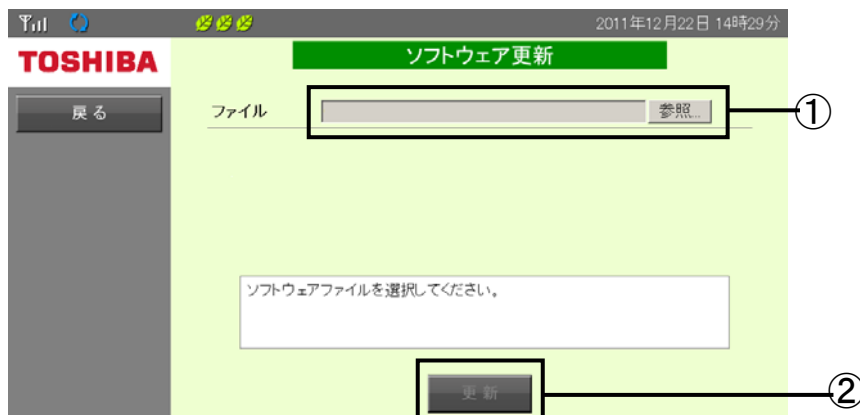 2011年12月22日 14時29分
TOSHIBA
ソフトウェア更新
戻る
ファイル
参照...
①
ソフトウェアファイルを選択してください。
更新
②